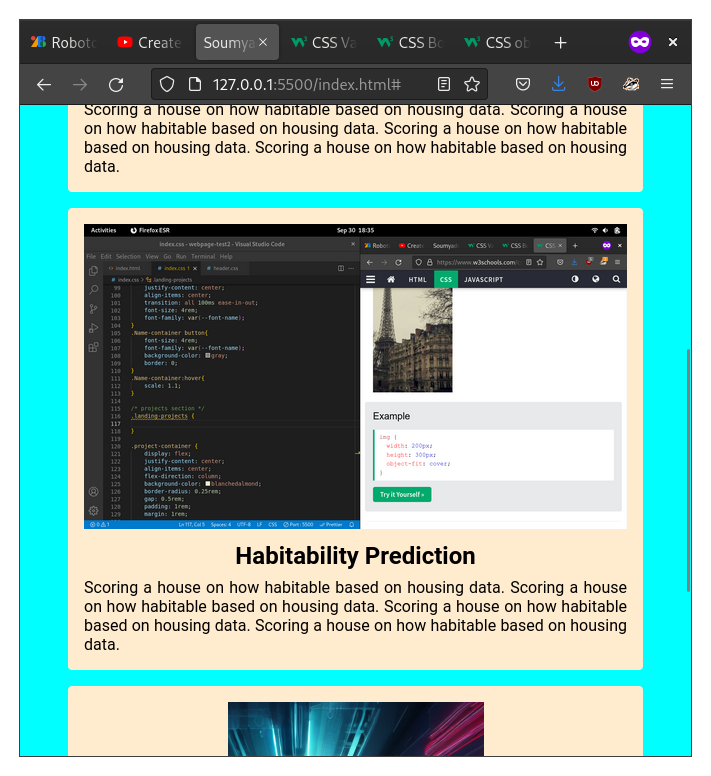 Roboto
Create
Soumya
CSS Va
CSS Bo
CSS ob
127.0.0.1:5500/index.html#
Scoring a house on how habitable based on housing data. Scoring a house
on how habitable based on housing data. Scoring a house on how habitable
based on housing data. Scoring a house on how habitable based on housing
data.
Activities Firefox ESR Sep 30 18:35
index.css - webpage-test2 - Visual Studio Code
File Edit Selection View Go Run Terminal Help
index.html index.css 1 header.css
index.css > .landing-projects
99 justify-content: center;
100 align-items: center;
101 transition: all 100ms ease-in-out;
102 font-size: 4rem;
103 font-family: var(--font-name);
104 }
105 .Name-container button{
106 font-size: 4rem;
107 font-family: var(--font-name);
108 background-color: gray;
109 border: 0;
110 }
111 .Name-container:hover{
112 scale: 1.1;
113 }
114
115 /* projects section */
116 .landing-projects {
117
118 }
119
120 .project-container {
121 display: flex;
122 justify-content: center;
123 align-items: center;
124 flex-direction: column;
125 background-color: blanchedalmond;
126 border-radius: 0.25rem;
127 gap: 0.5rem;
128 padding: 1rem;
129 margin: 1rem;
0 1 Ln 117, Col 5 Spaces: 4 UTF-8 LF CSS Port : 5500 Prettier
Roboto
Create
Soumyad
CSS Va
CSS Bo
CSS
https://www.w3schools.com
HTML CSS JAVASCRIPT
Example
img {
width: 200px;
height: 300px;
object-fit: cover;
}
Try it Yourself »
Habitability Prediction
Scoring a house on how habitable based on housing data. Scoring a house
on how habitable based on housing data. Scoring a house on how habitable
based on housing data. Scoring a house on how habitable based on housing
data.